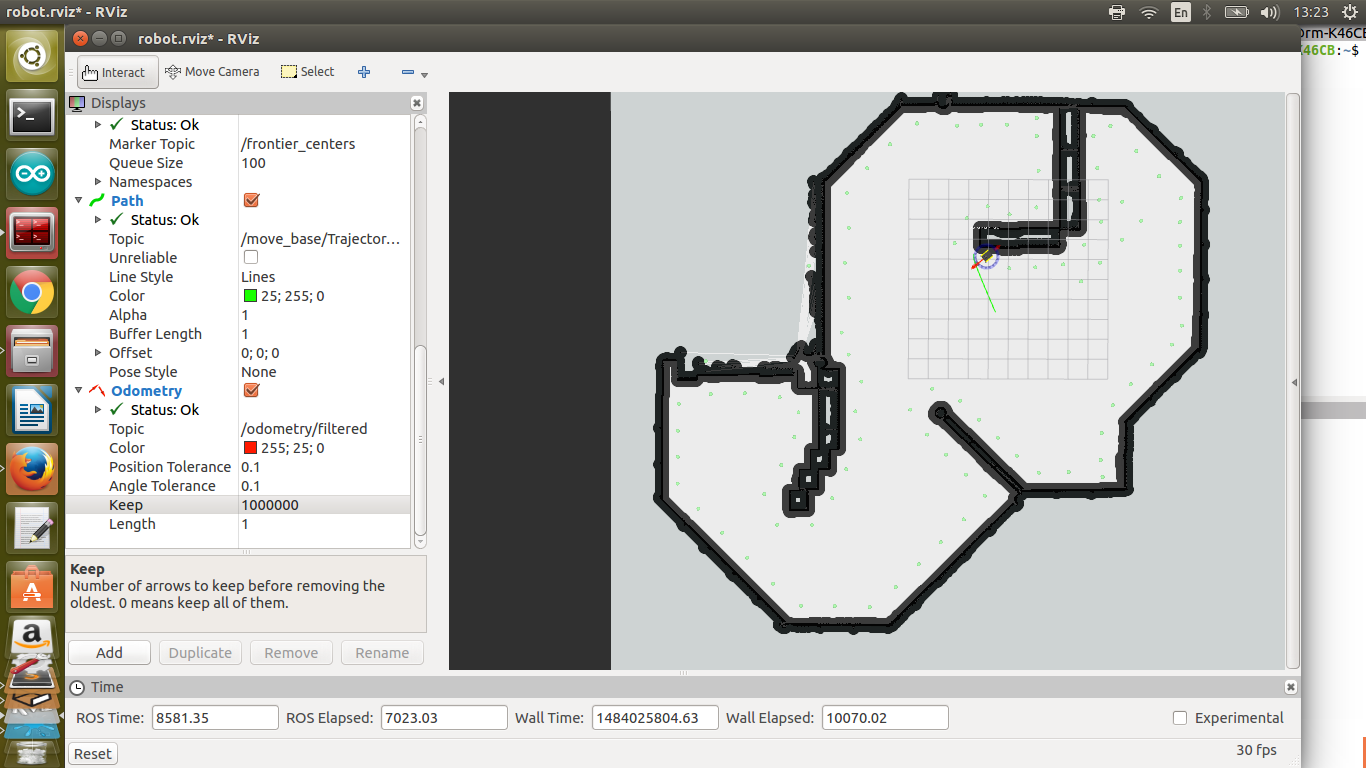 robot.rviz* - RViz
En
13:23
robot.rviz* - RViz
Interact
Move Camera
Select
Displays
Status: Ok
Marker Topic /frontier_centers
Queue Size 100
Namespaces
Path
Status: Ok
Topic /move_base/Trajector...
Unreliable
Line Style Lines
Color 25; 255; 0
Alpha 1
Buffer Length 1
Offset 0; 0; 0
Pose Style None
Odometry
Status: Ok
Topic /odometry/filtered
Color 255; 25; 0
Position Tolerance 0.1
Angle Tolerance 0.1
Keep 1000000
Length 1
Keep
Number of arrows to keep before removing the
oldest. 0 means keep all of them.
Add Duplicate Remove Rename
Time
ROS Time: 8581.35 ROS Elapsed: 7023.03 Wall Time: 1484025804.63 Wall Elapsed: 10070.02 Experimental
Reset 30 fps
orm-K46CB
K46CB:~$